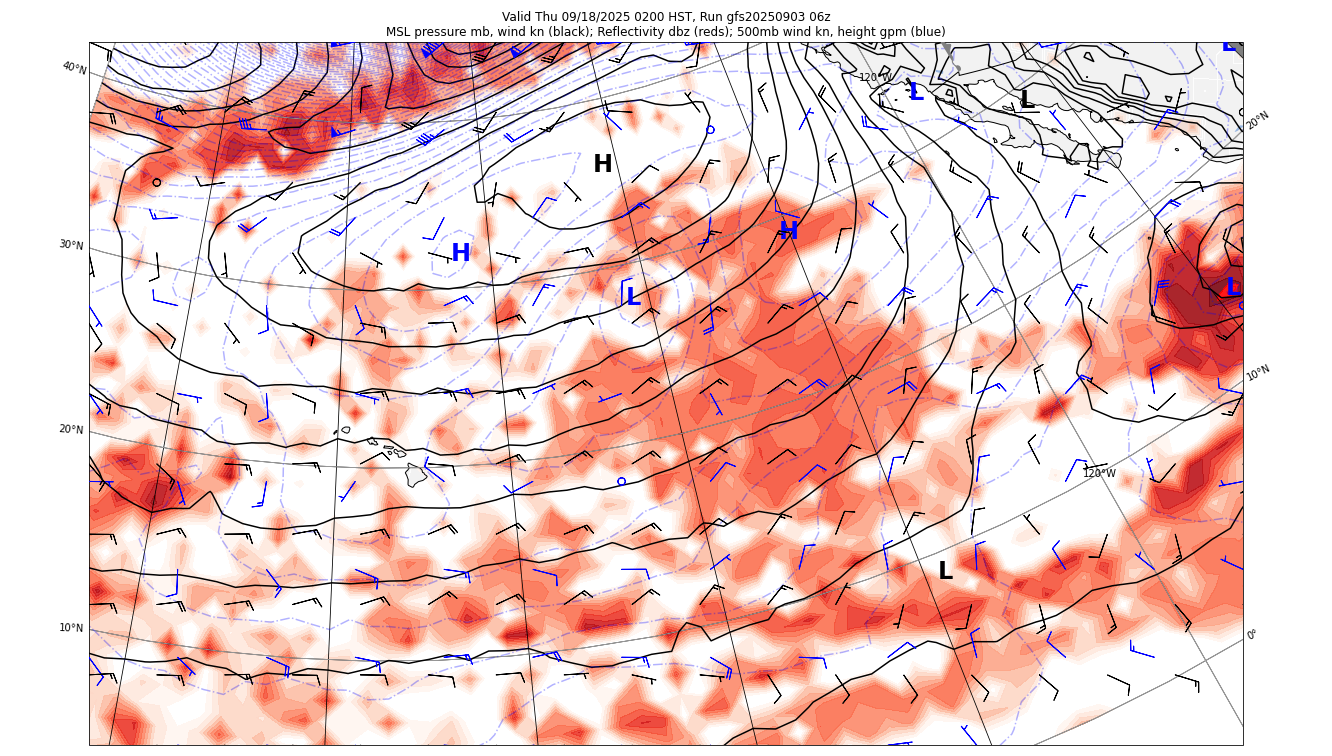 Valid Thu 09/18/2025 0200 HST, Run gfs20250903 06z
MSL pressure mb, wind kn (black); Reflectivity dbz (reds); 500mb wind kn, height gpm (blue)
L
40°N
120°W
L
L
20°N
H
H
30°N
H
L
L
10°N
20°N
120°W
L
10°N
0°